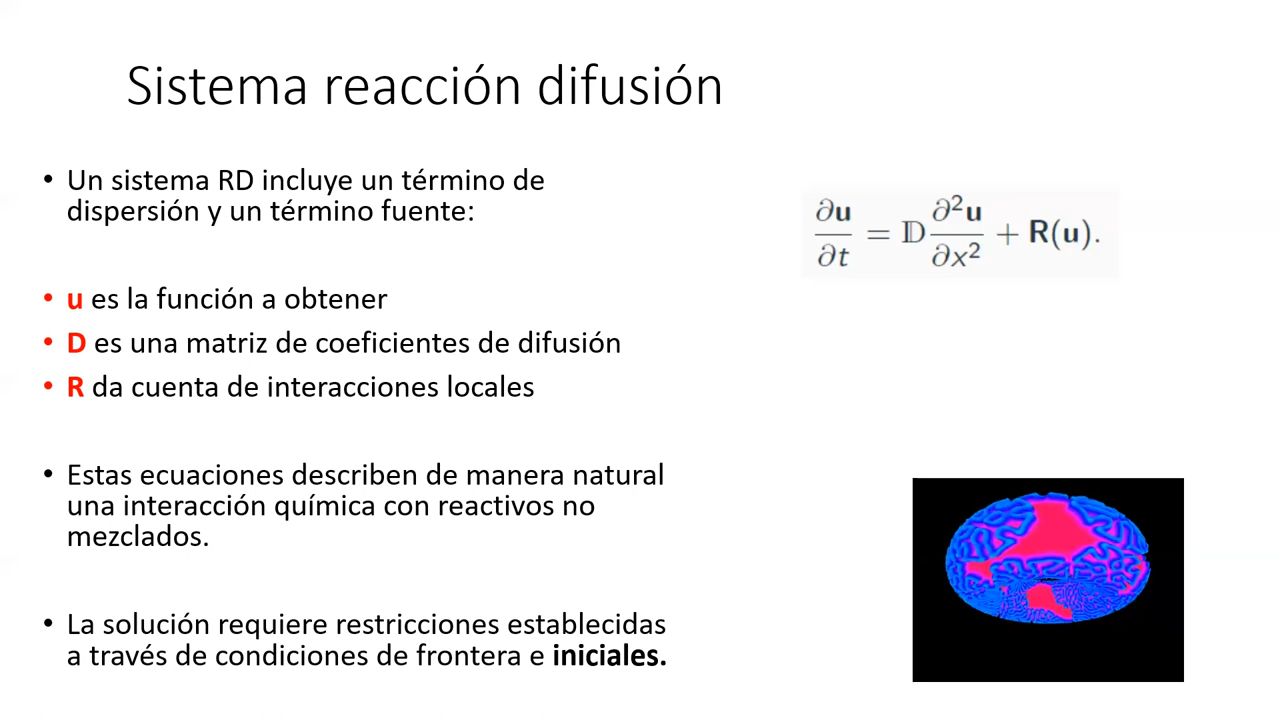 Sistema reacción difusión
• Un sistema RD incluye un término de
dispersión y un término fuente:
∂u/∂t = 𝔻 ∂²u/∂x² + R(u).
• u es la función a obtener
• D es una matriz de coeficientes de difusión
• R da cuenta de interacciones locales
• Estas ecuaciones describen de manera natural
una interacción química con reactivos no
mezclados.
• La solución requiere restricciones establecidas
a través de condiciones de frontera e iniciales.